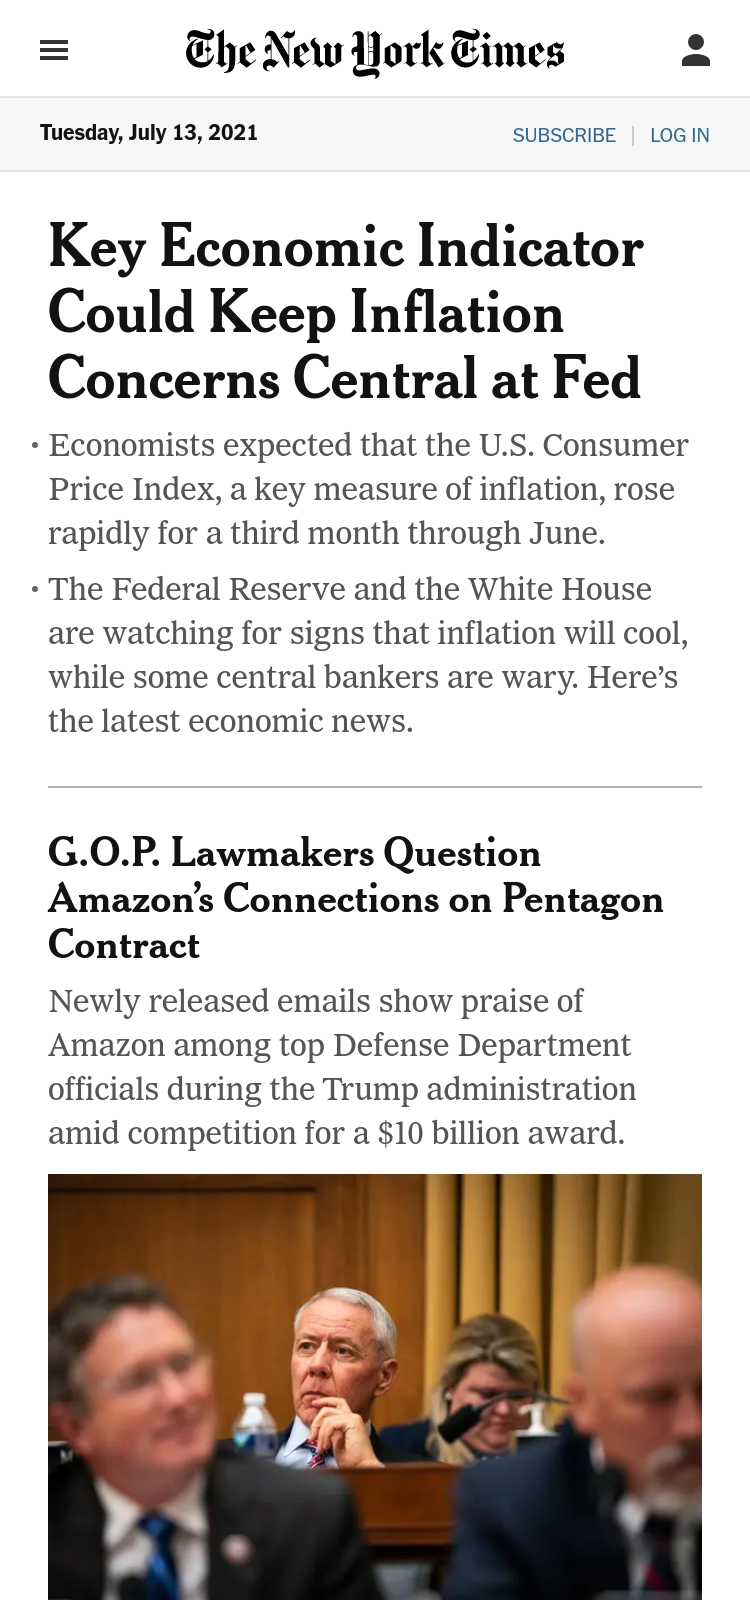 The New York Times
Tuesday, July 13, 2021
SUBSCRIBE | LOG IN
Key Economic Indicator
Could Keep Inflation
Concerns Central at Fed
• Economists expected that the U.S. Consumer
Price Index, a key measure of inflation, rose
rapidly for a third month through June.
• The Federal Reserve and the White House
are watching for signs that inflation will cool,
while some central bankers are wary. Here’s
the latest economic news.
G.O.P. Lawmakers Question
Amazon’s Connections on Pentagon
Contract
Newly released emails show praise of
Amazon among top Defense Department
officials during the Trump administration
amid competition for a $10 billion award.